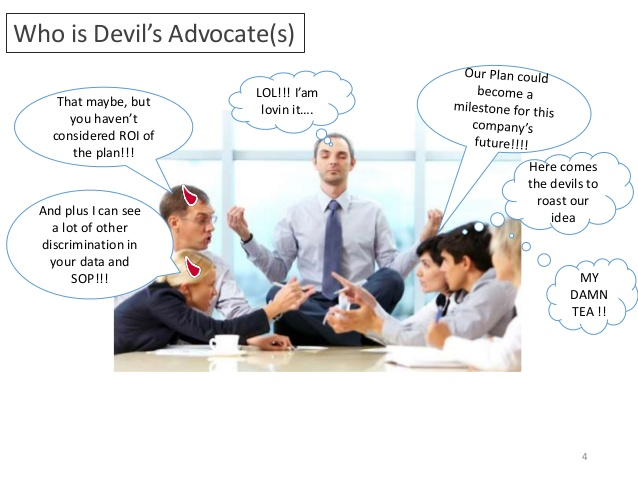 Who is Devil's Advocate(s)
That maybe, but
you haven't
considered ROI of
the plan!!!
LOL!!! I'am
lovin it....
Our Plan could
become a
milestone for this
company's
future!!!!
Here comes
the devils to
roast our
idea
And plus I can see
a lot of other
discrimination in
your data and
SOP!!!
MY
DAMN
TEA !!
4